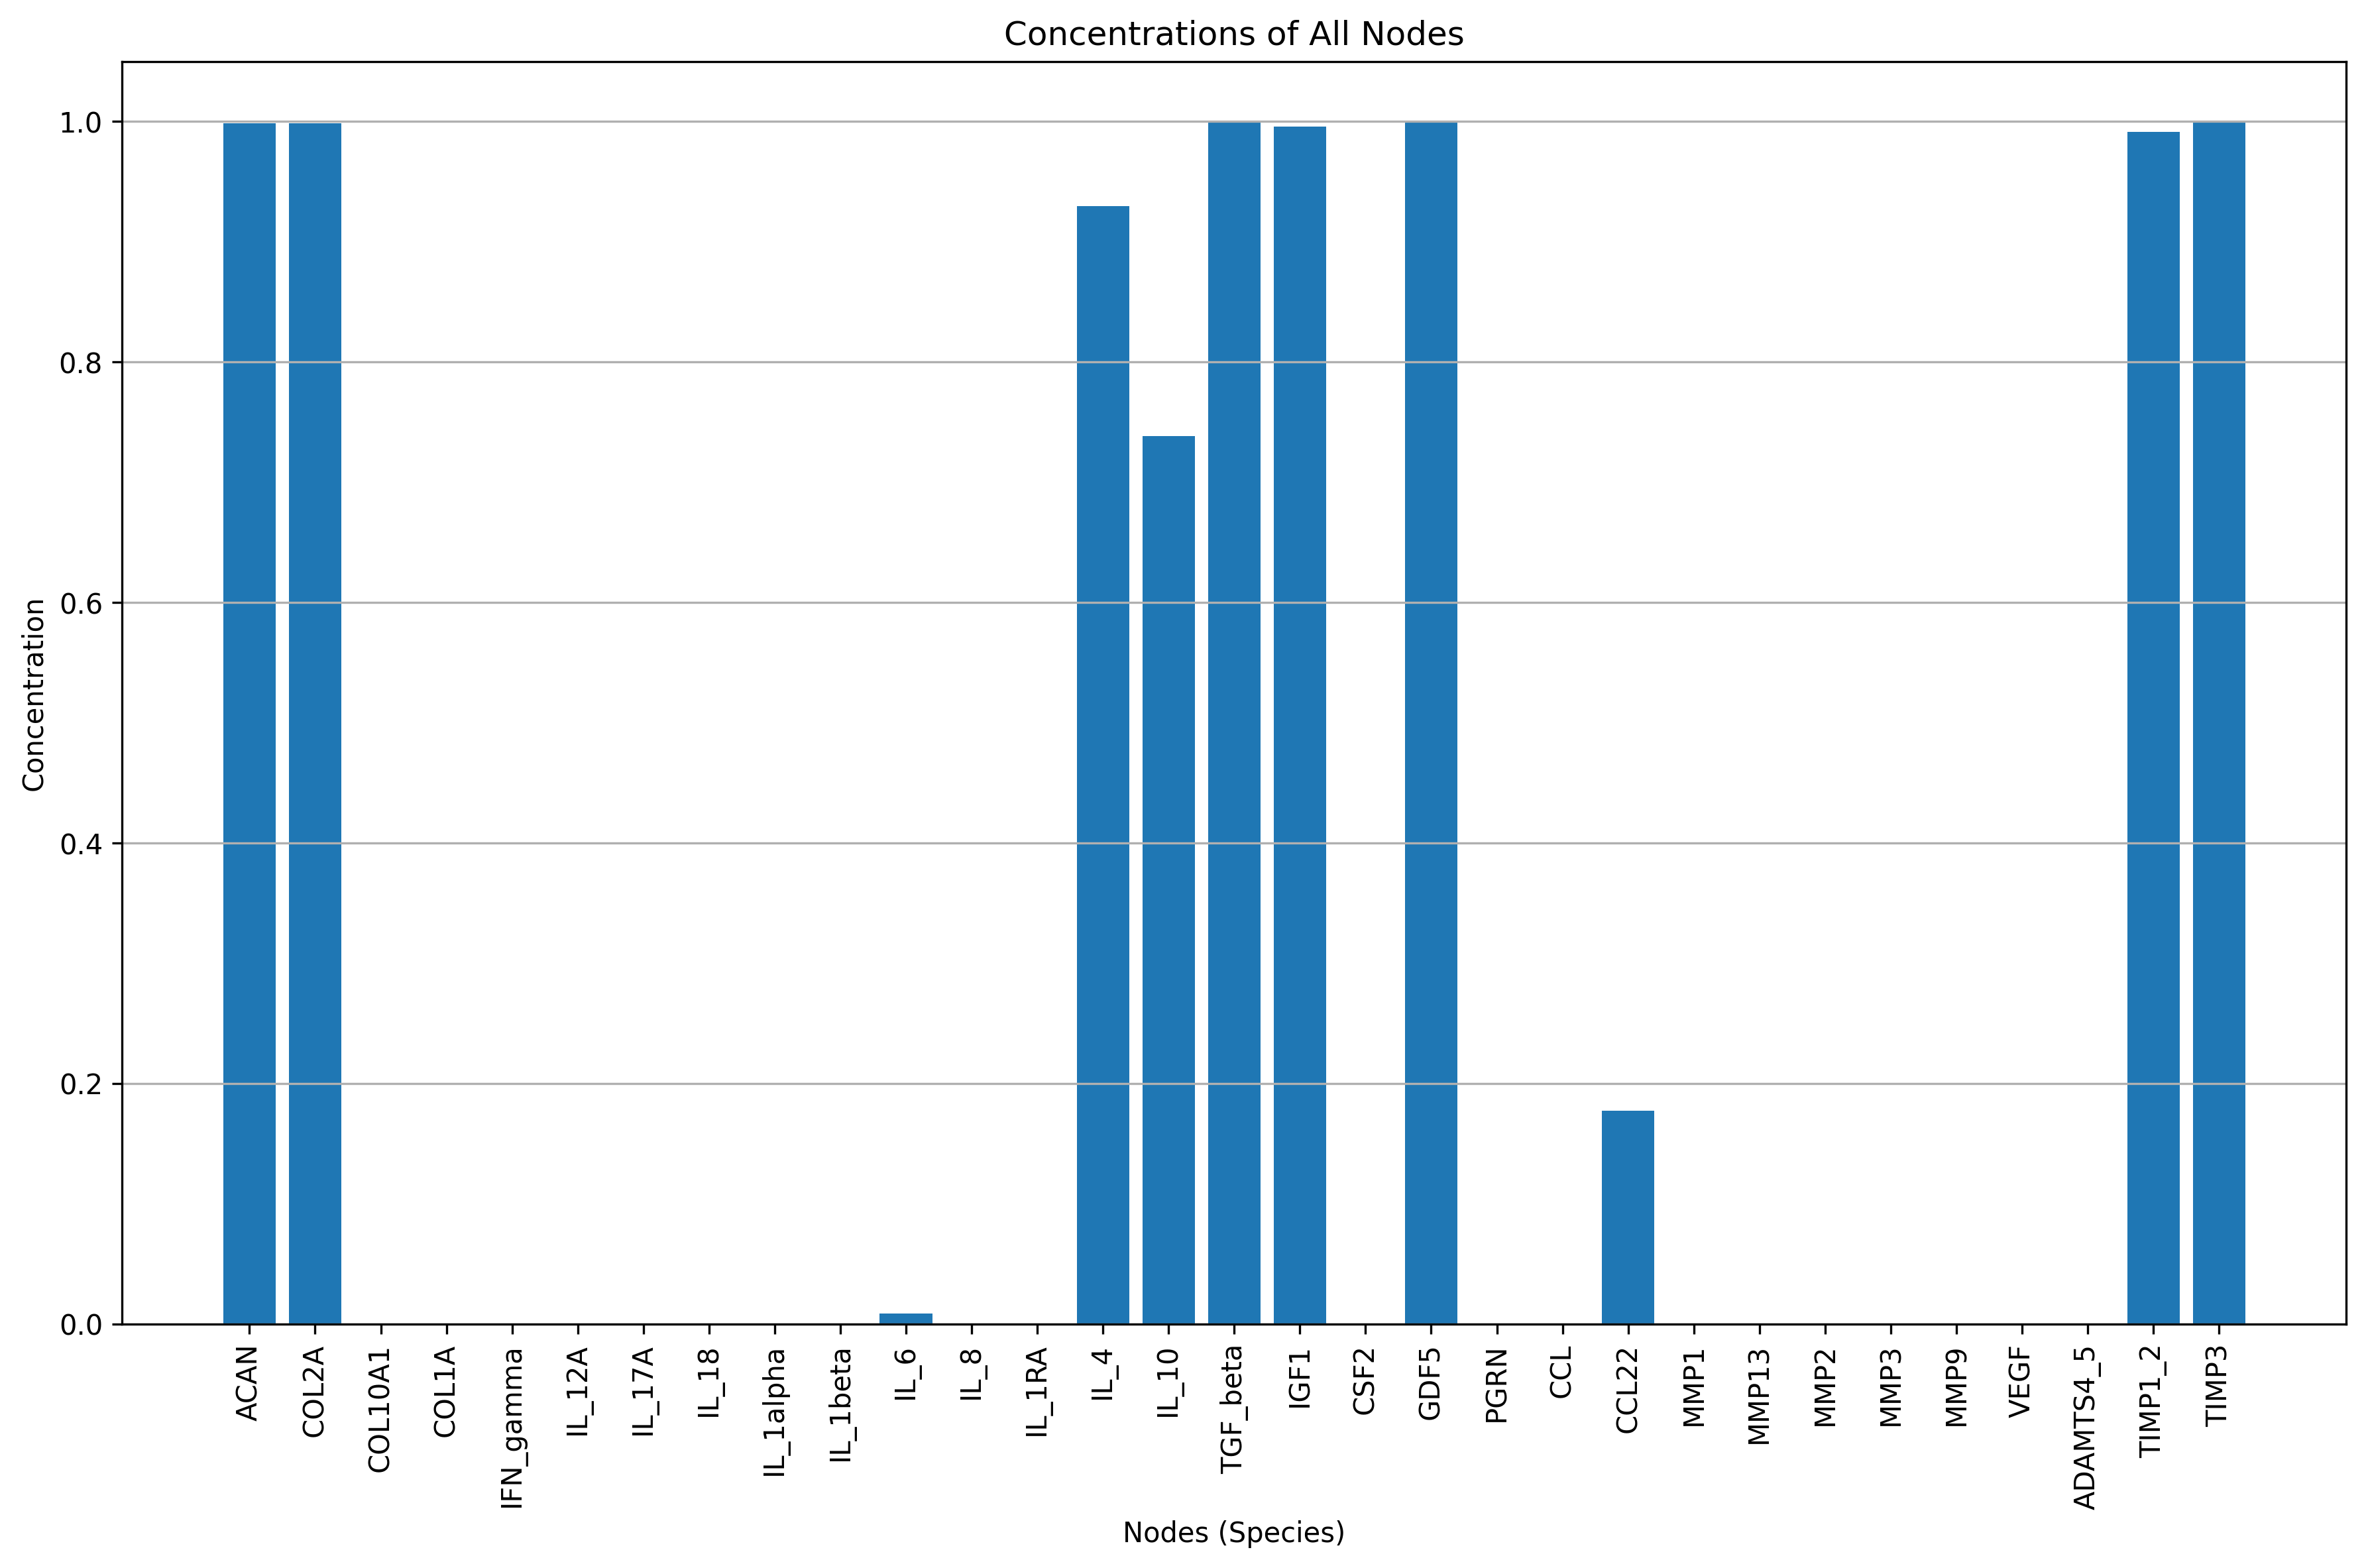 Concentrations of All Nodes
Concentration
1.0
0.8
0.6
0.4
0.2
0.0
ACAN
COL2A
COL10A1
COL1A
IFN_gamma
IL_12A
IL_17A
IL_18
IL_1alpha
IL_1beta
IL_6
IL_8
IL_1RA
IL_4
IL_10
TGF_beta
IGF1
CSF2
GDF5
PGRN
CCL
CCL22
MMP1
MMP13
MMP2
MMP3
MMP9
VEGF
ADAMTS4_5
TIMP1_2
TIMP3
Nodes (Species)